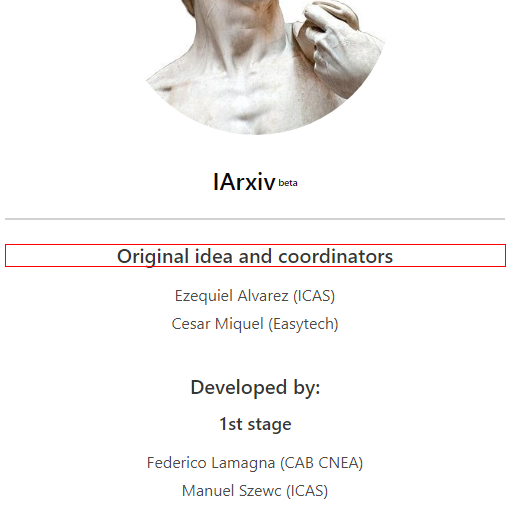 IArxiv beta
Original idea and coordinators
Ezequiel Alvarez (ICAS)
Cesar Miquel (Easytech)
Developed by:
1st stage
Federico Lamagna (CAB CNEA)
Manuel Szewc (ICAS)